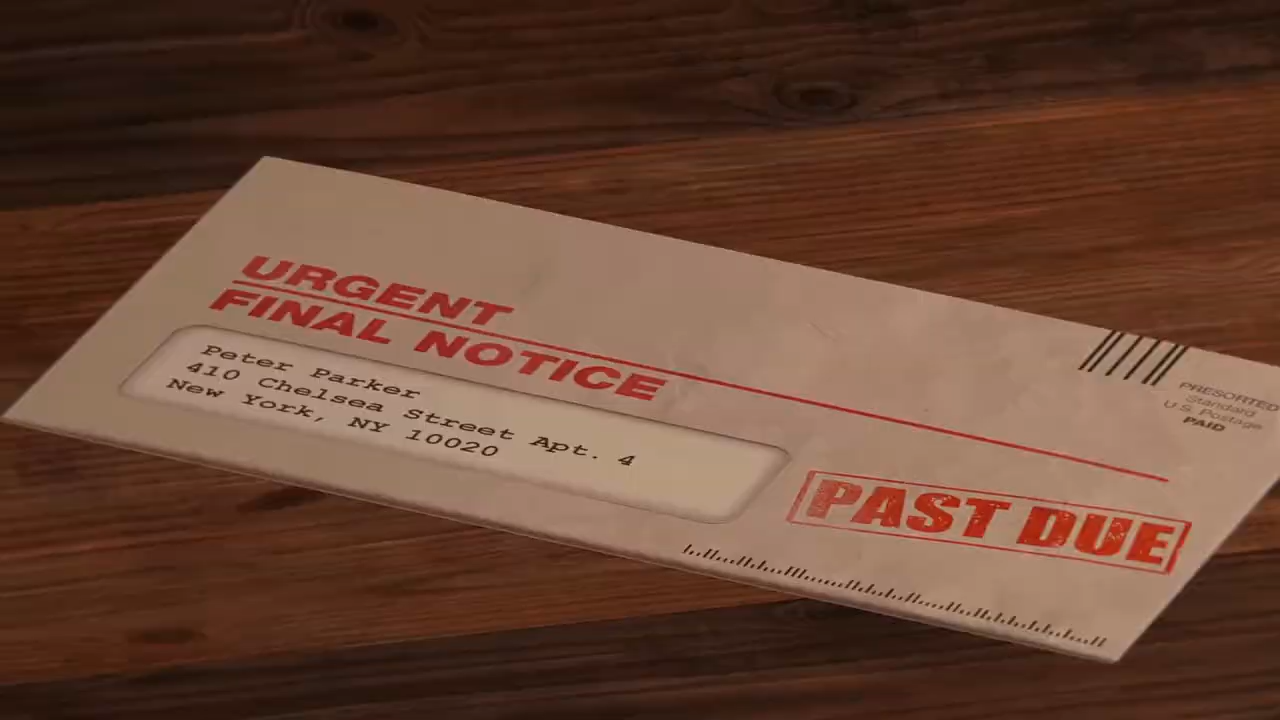 URGENT
FINAL NOTICE
Peter Parker
410 Chelsea Street Apt. 4
New York, NY 10020
PRESORTED
Standard
U.S. Postage
PAID
PAST DUE